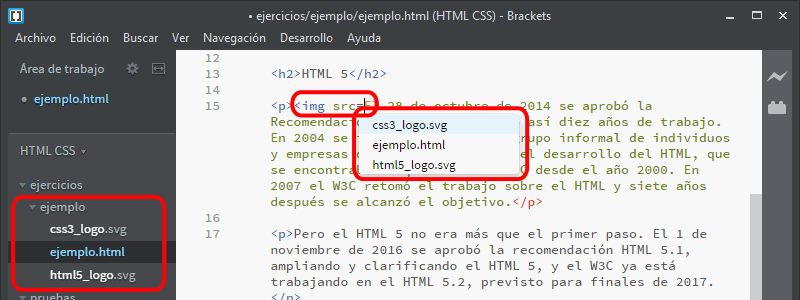 • ejercicios/ejemplo/ejemplo.html (HTML CSS) - Brackets
Archivo Edición Buscar Ver Navegación Desarrollo Ayuda
Área de trabajo
• ejemplo.html
HTML CSS
ejercicios
ejemplo
css3_logo.svg
ejemplo.html
html5_logo.svg
pruebas
12
13 <h2>HTML 5</h2>
14
15 <p><img src= 28 de octubre de 2014 se aprobó la
Recomendac así diez años de trabajo.
En 2004 se rupo informal de individuos
y empresas el desarrollo del HTML, que
se encontra desde el año 2000. En
2007 el W3C retomó el trabajo sobre el HTML y siete años
después se alcanzó el objetivo.</p>
css3_logo.svg
ejemplo.html
html5_logo.svg
16
17 <p>Pero el HTML 5 no era más que el primer paso. El 1 de
noviembre de 2016 se aprobó la recomendación HTML 5.1,
ampliando y clarificando el HTML 5, y el W3C ya está
trabajando en el HTML 5.2, previsto para finales de 2017.
</p>